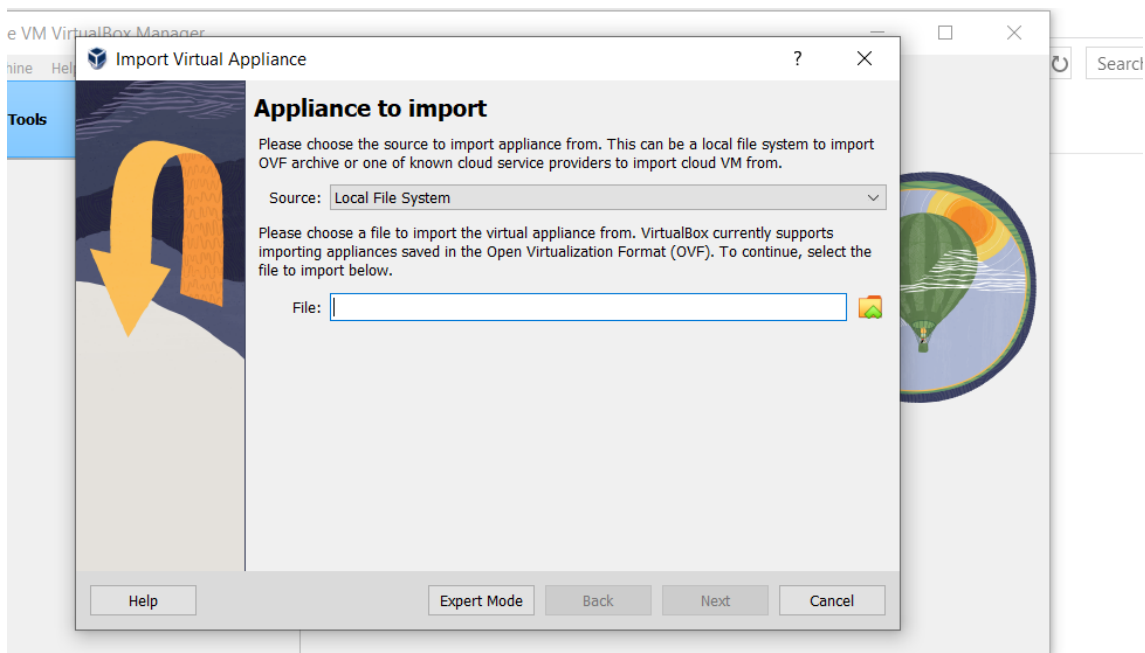 e VM VirtualBox Manager
hine Help
Import Virtual Appliance
?
Search
Tools
Appliance to import
Please choose the source to import appliance from. This can be a local file system to import
OVF archive or one of known cloud service providers to import cloud VM from.
Source: Local File System
Please choose a file to import the virtual appliance from. VirtualBox currently supports
importing appliances saved in the Open Virtualization Format (OVF). To continue, select the
file to import below.
File:
Help
Expert Mode
Back
Next
Cancel